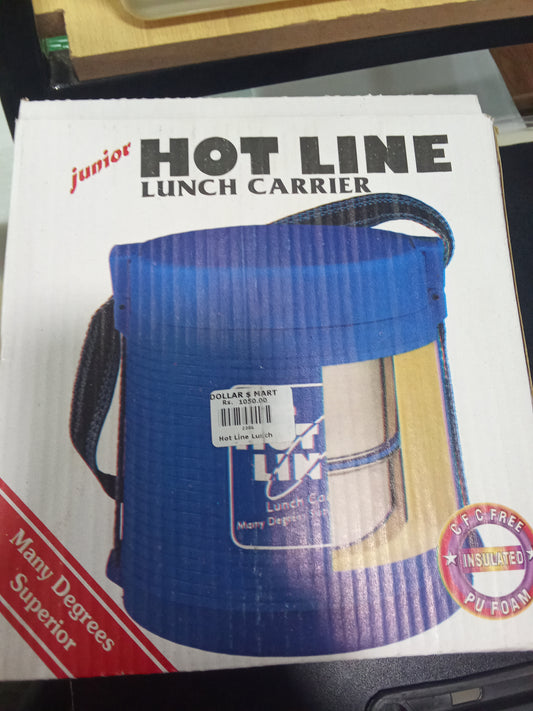 junior
HOT LINE
LUNCH CARRIER
DOLLAR $ MART
Rs. 1050.00
Hot Line Lunch
LIN
Lunch Ca
Many Degrees
C.F.C. FREE
INSULATED
PU FOAM
Many Degrees
Superior